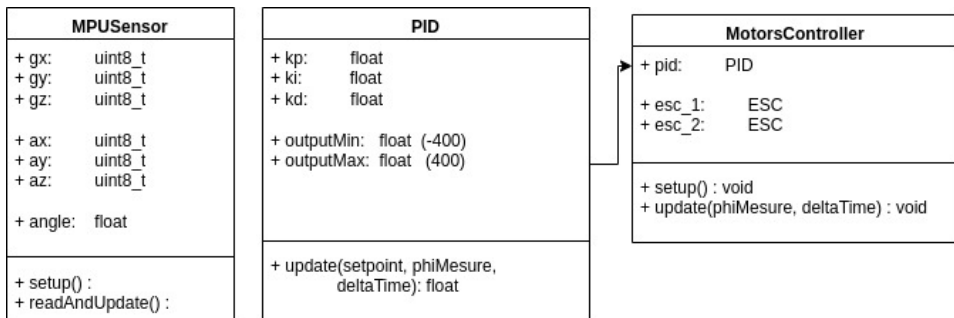 MPUSensor
+ gx: uint8_t
+ gy: uint8_t
+ gz: uint8_t
+ ax: uint8_t
+ ay: uint8_t
+ az: uint8_t
+ angle: float
+ setup() :
+ readAndUpdate() :
PID
+ kp: float
+ ki: float
+ kd: float
+ outputMin: float (-400)
+ outputMax: float (400)
+ update(setpoint, phiMesure,
deltaTime): float
MotorsController
+ pid: PID
+ esc_1: ESC
+ esc_2: ESC
+ setup() : void
+ update(phiMesure, deltaTime) : void